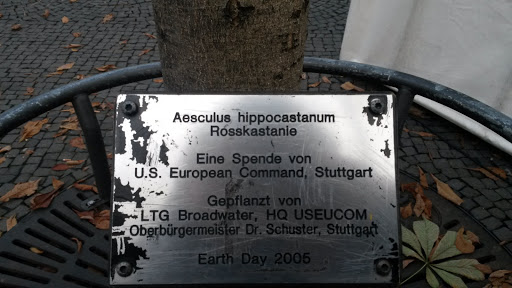 Aesculus hippocastanum
Rosskastanie
Eine Spende von
U.S. European Command, Stuttgart
Gepflanzt von
LTG Broadwater, HQ USEUCOM
Oberbürgermeister Dr. Schuster, Stuttgart
Earth Day 2005